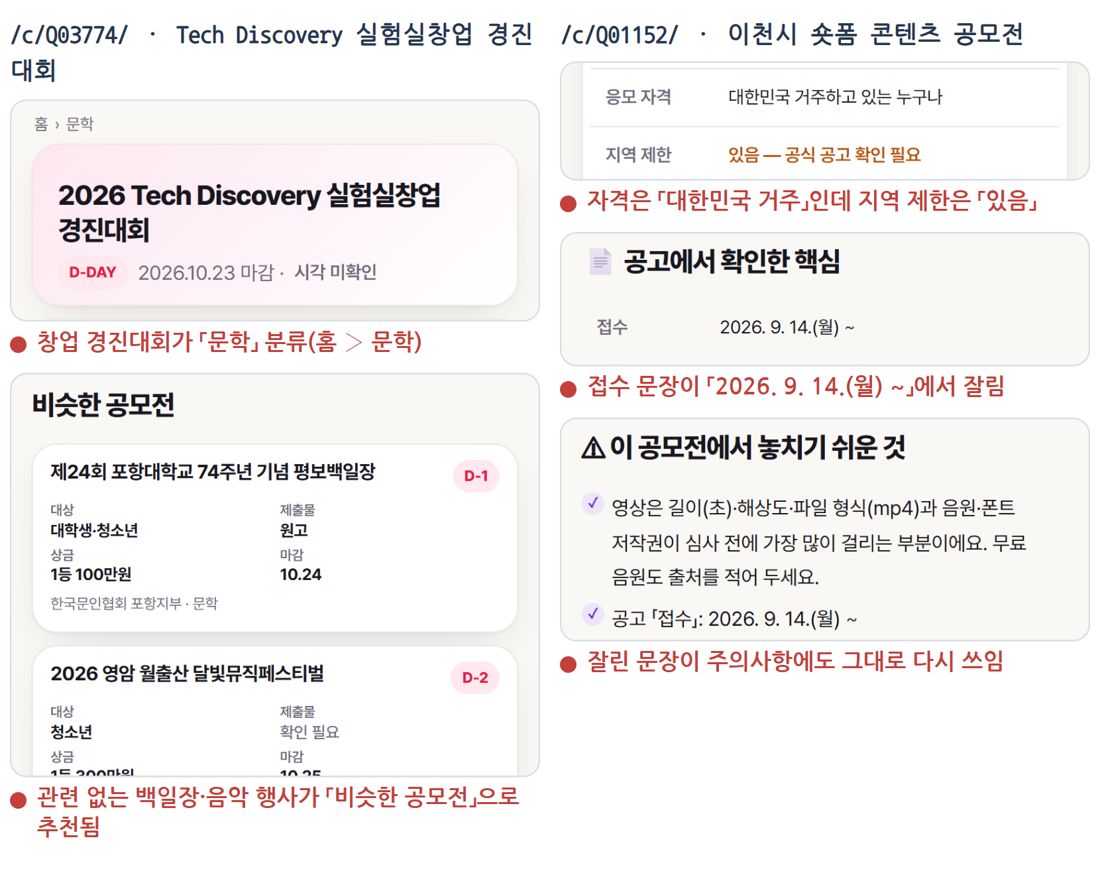 /c/Q03774/ · Tech Discovery 실험실창업 경진
대회
홈 › 문학
2026 Tech Discovery 실험실창업
경진대회
D-DAY 2026.10.23 마감 · 시각 미확인
● 창업 경진대회가 「문학」 분류(홈 > 문학)
비슷한 공모전
제24회 포항대학교 74주년 기념 평보백일장 D-1
대상 제출물
대학생·청소년 원고
상금 마감
1등 100만원 10.24
한국문인협회 포항지부 · 문학
2026 영암 월출산 달빛뮤직페스티벌 D-2
대상 제출물
청소년 확인 필요
상금 마감
1등 300만원 10.25
● 관련 없는 백일장·음악 행사가 「비슷한 공모전」으로
추천됨
/c/Q01152/ · 이천시 숏폼 콘텐츠 공모전
응모 자격 대한민국 거주하고 있는 누구나
지역 제한 있음 — 공식 공고 확인 필요
● 자격은 「대한민국 거주」인데 지역 제한은 「있음」
공고에서 확인한 핵심
접수 2026. 9. 14.(월) ~
● 접수 문장이 「2026. 9. 14.(월) ~」에서 잘림
⚠ 이 공모전에서 놓치기 쉬운 것
✓ 영상은 길이(초)·해상도·파일 형식(mp4)과 음원·폰트
저작권이 심사 전에 가장 많이 걸리는 부분이에요. 무료
음원도 출처를 적어 두세요.
✓ 공고 「접수」: 2026. 9. 14.(월) ~
● 잘린 문장이 주의사항에도 그대로 다시 쓰임